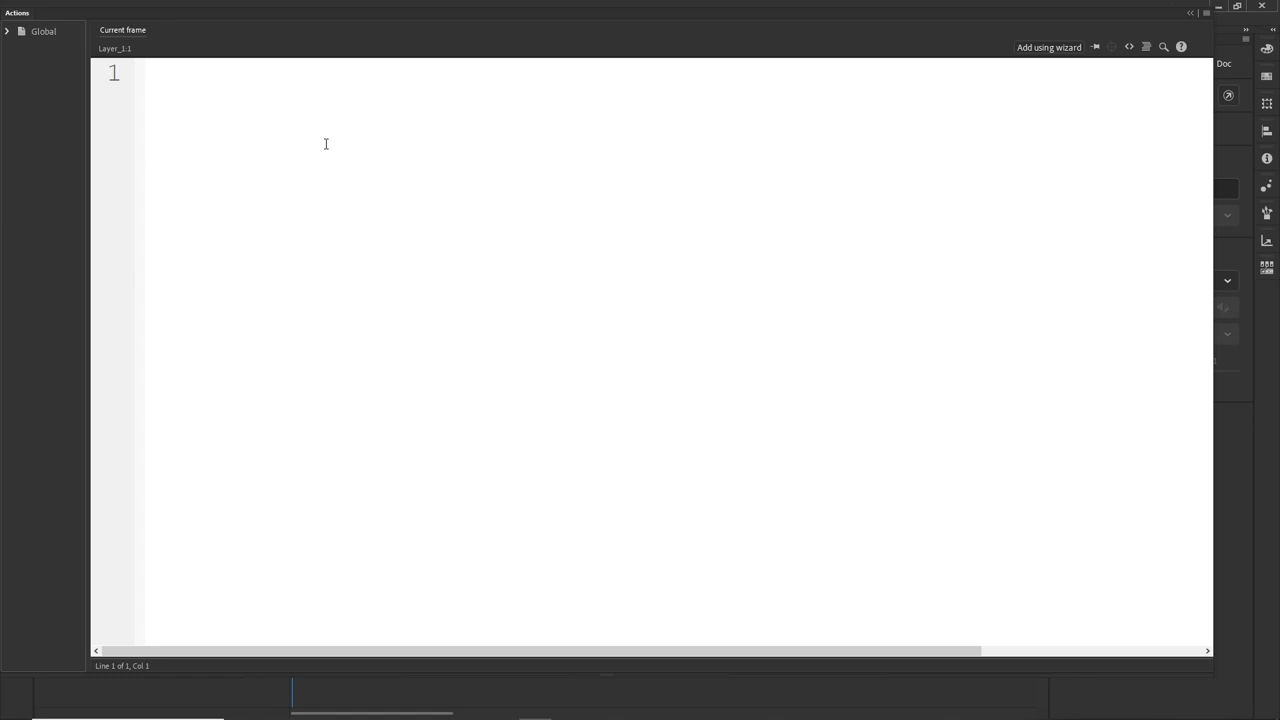 Actions
Global
Current frame
Layer_1:1
Add using wizard
Doc
1
Line 1 of 1, Col 1